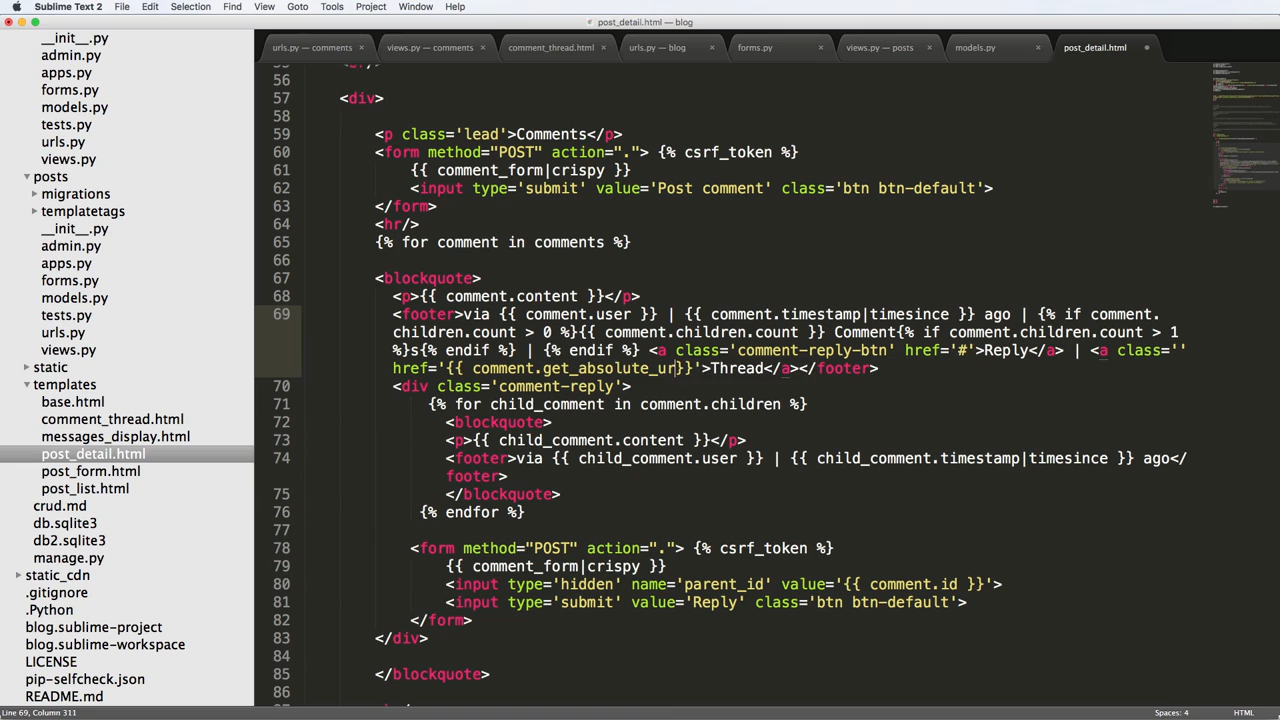 Sublime Text 2 File Edit Selection Find View Goto Tools Project Window Help
post_detail.html — blog
urls.py — comments views.py — comments comment_thread.html urls.py — blog forms.py views.py — posts models.py post_detail.html
__init__.py
admin.py
apps.py
forms.py
models.py
tests.py
urls.py
views.py
posts
migrations
templatetags
__init__.py
admin.py
apps.py
forms.py
models.py
tests.py
urls.py
views.py
static
templates
base.html
comment_thread.html
messages_display.html
post_detail.html
post_form.html
post_list.html
crud.md
db.sqlite3
db2.sqlite3
manage.py
static_cdn
.gitignore
.Python
blog.sublime-project
blog.sublime-workspace
LICENSE
pip-selfcheck.json
README.md
55 <br/>
56
57 <div>
58
59 <p class='lead'>Comments</p>
60 <form method="POST" action="."> {% csrf_token %}
61 {{ comment_form|crispy }}
62 <input type='submit' value='Post comment' class='btn btn-default'>
63 </form>
64 <hr/>
65 {% for comment in comments %}
66
67 <blockquote>
68 <p>{{ comment.content }}</p>
69 <footer>via {{ comment.user }} | {{ comment.timestamp|timesince }} ago | {% if comment.
children.count > 0 %}{{ comment.children.count }} Comment{% if comment.children.count > 1
%}s{% endif %} | {% endif %} <a class='comment-reply-btn' href='#'>Reply</a> | <a class=''
href='{{ comment.get_absolute_ur}}'>Thread</a></footer>
70 <div class='comment-reply'>
71 {% for child_comment in comment.children %}
72 <blockquote>
73 <p>{{ child_comment.content }}</p>
74 <footer>via {{ child_comment.user }} | {{ child_comment.timestamp|timesince }} ago</
footer>
75 </blockquote>
76 {% endfor %}
77
78 <form method="POST" action="."> {% csrf_token %}
79 {{ comment_form|crispy }}
80 <input type='hidden' name='parent_id' value='{{ comment.id }}'>
81 <input type='submit' value='Reply' class='btn btn-default'>
82 </form>
83 </div>
84
85 </blockquote>
86
Line 69, Column 311 Spaces: 4 HTML